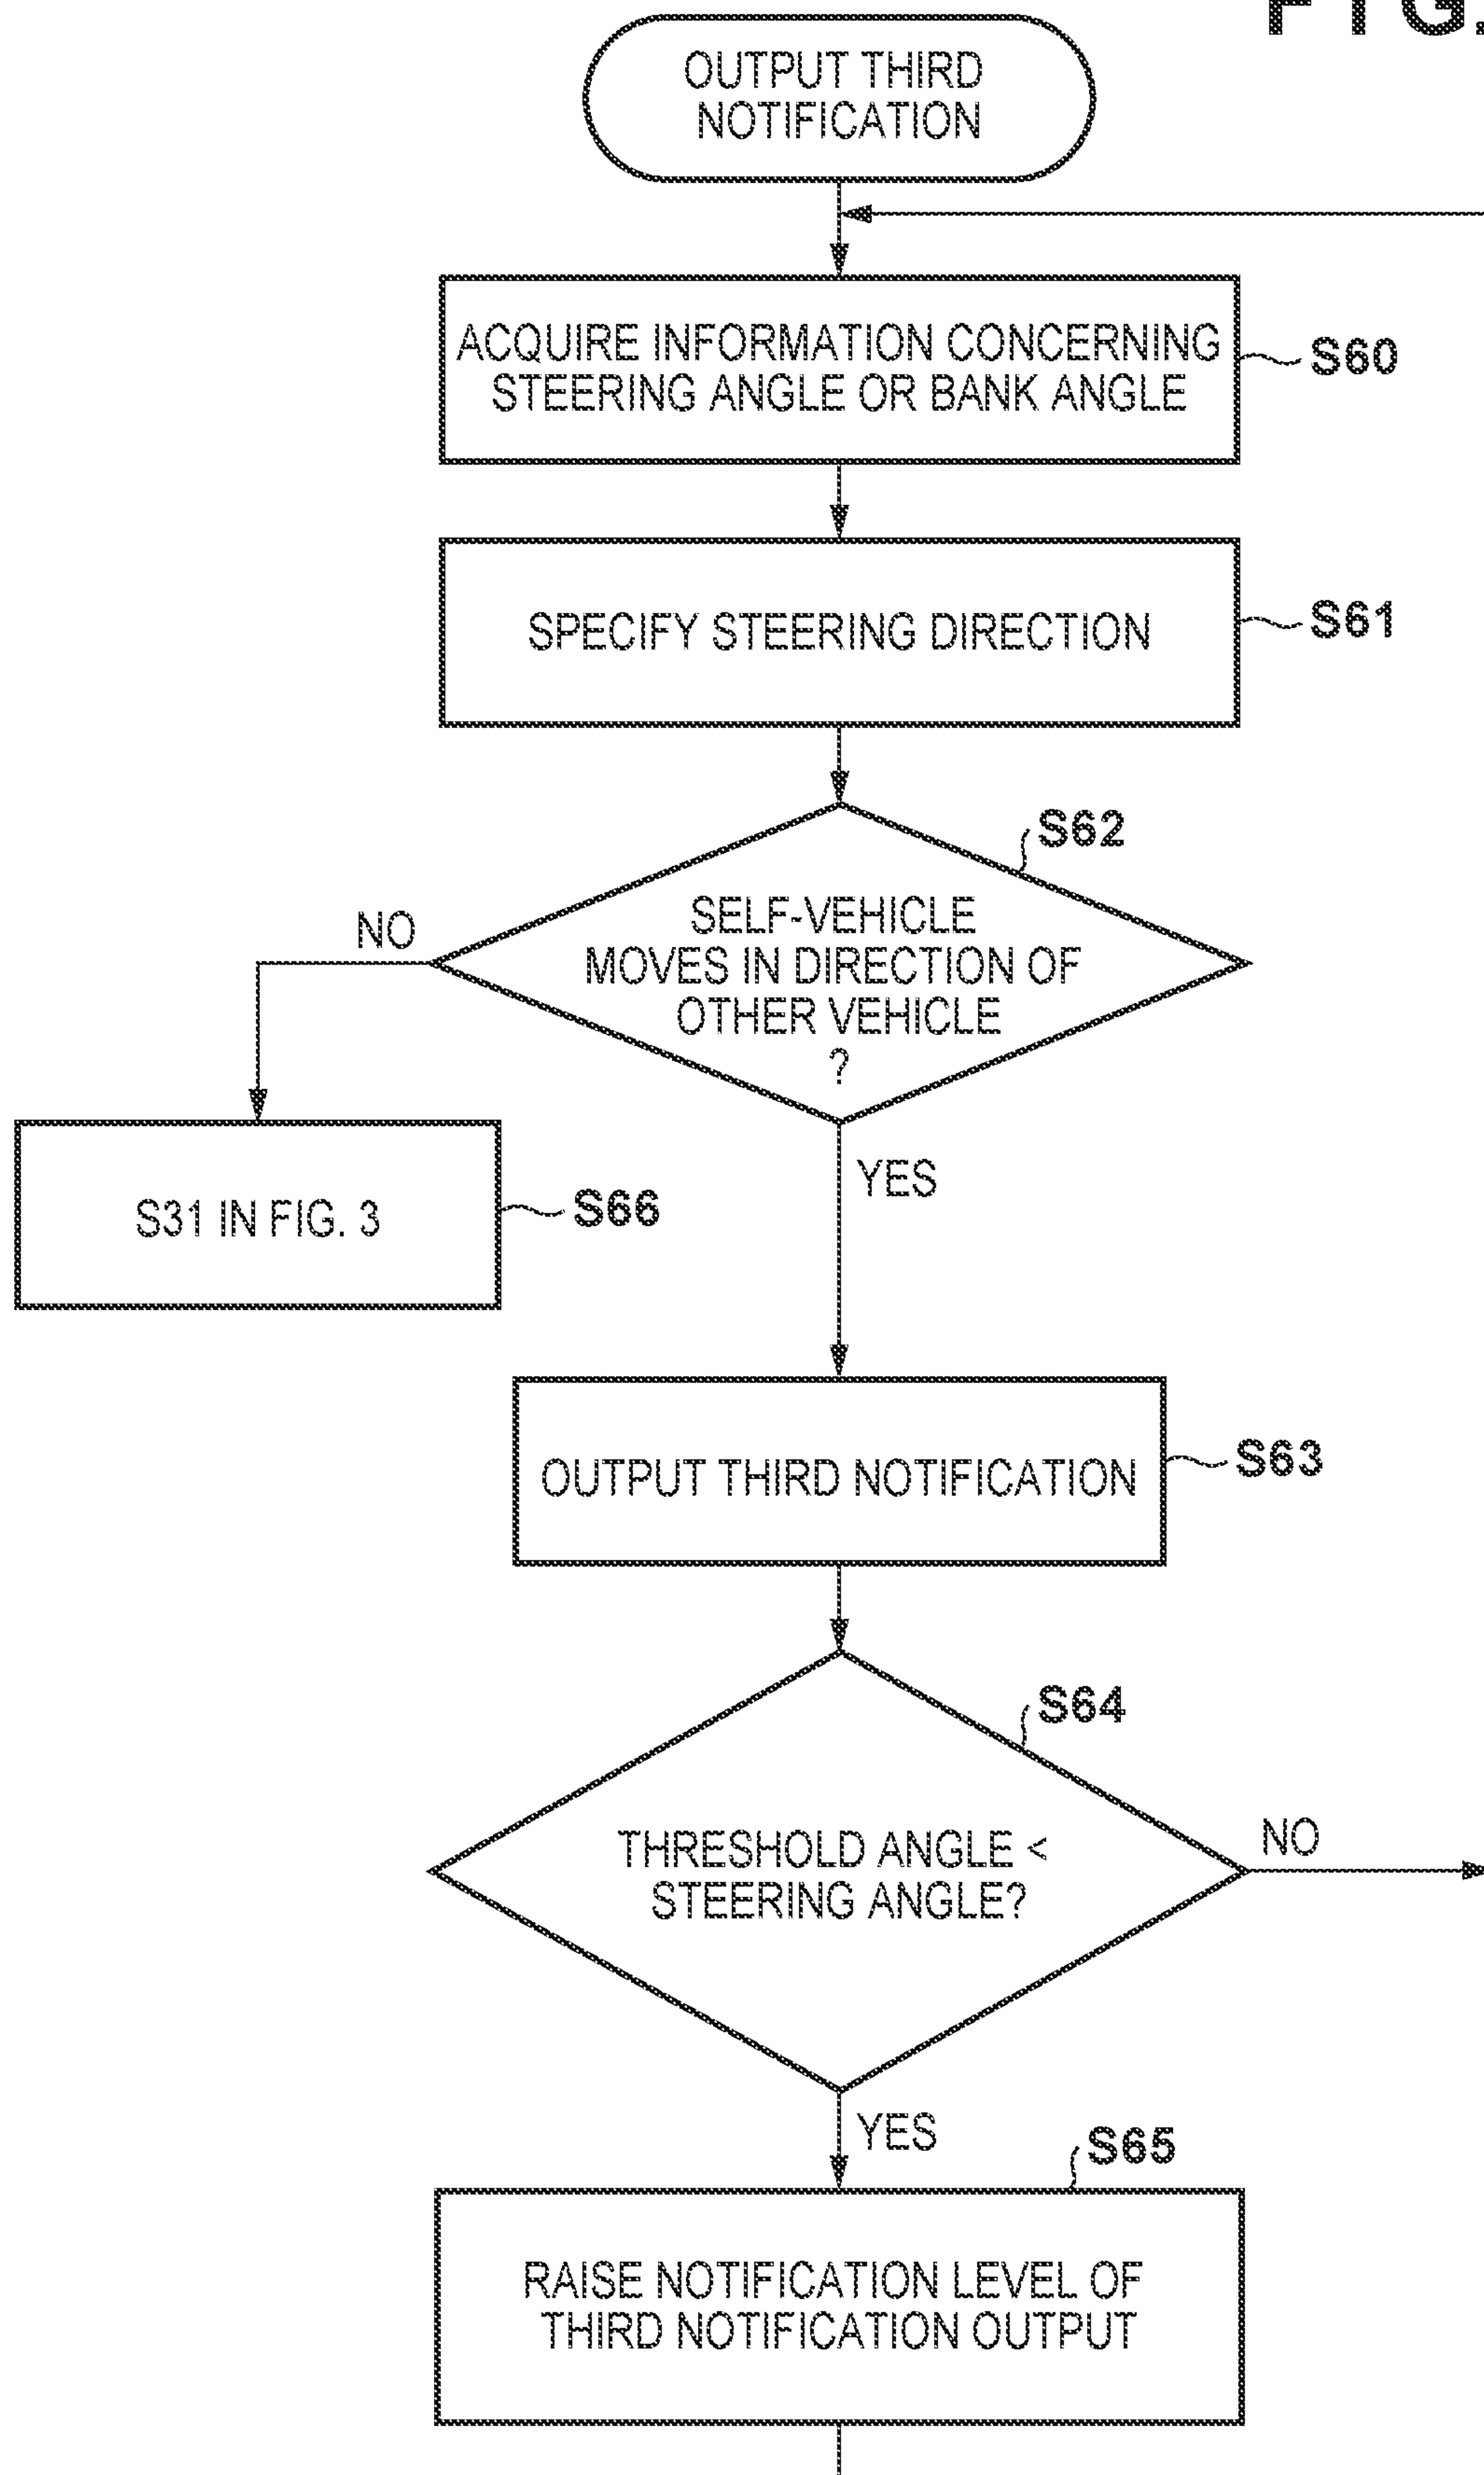 FIG.
OUTPUT THIRD
NOTIFICATION
ACQUIRE INFORMATION CONCERNING
STEERING ANGLE OR BANK ANGLE
S60
SPECIFY STEERING DIRECTION
S61
S62
SELF-VEHICLE
MOVES IN DIRECTION OF
OTHER VEHICLE
?
NO
YES
S31 IN FIG. 3
S66
OUTPUT THIRD NOTIFICATION
S63
S64
THRESHOLD ANGLE <
STEERING ANGLE?
NO
YES
S65
RAISE NOTIFICATION LEVEL OF
THIRD NOTIFICATION OUTPUT